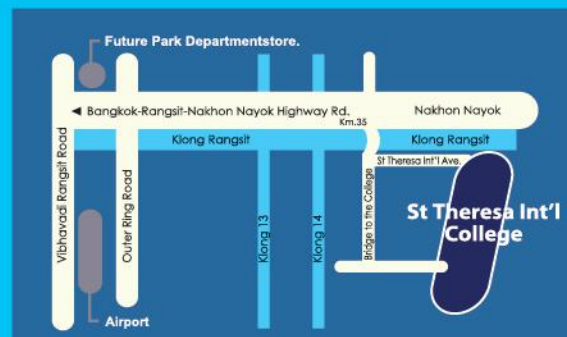 Future Park Departmentstore.
Bangkok-Rangsit-Nakhon Nayok Highway Rd.
Nakhon Nayok
Km.35
Klong Rangsit
Klong Rangsit
St Theresa Int'l Ave.
Vibhavadi Rangsit Road
Outer Ring Road
Klong 13
Klong 14
Bridge to the College
St Theresa Int'l
College
Airport